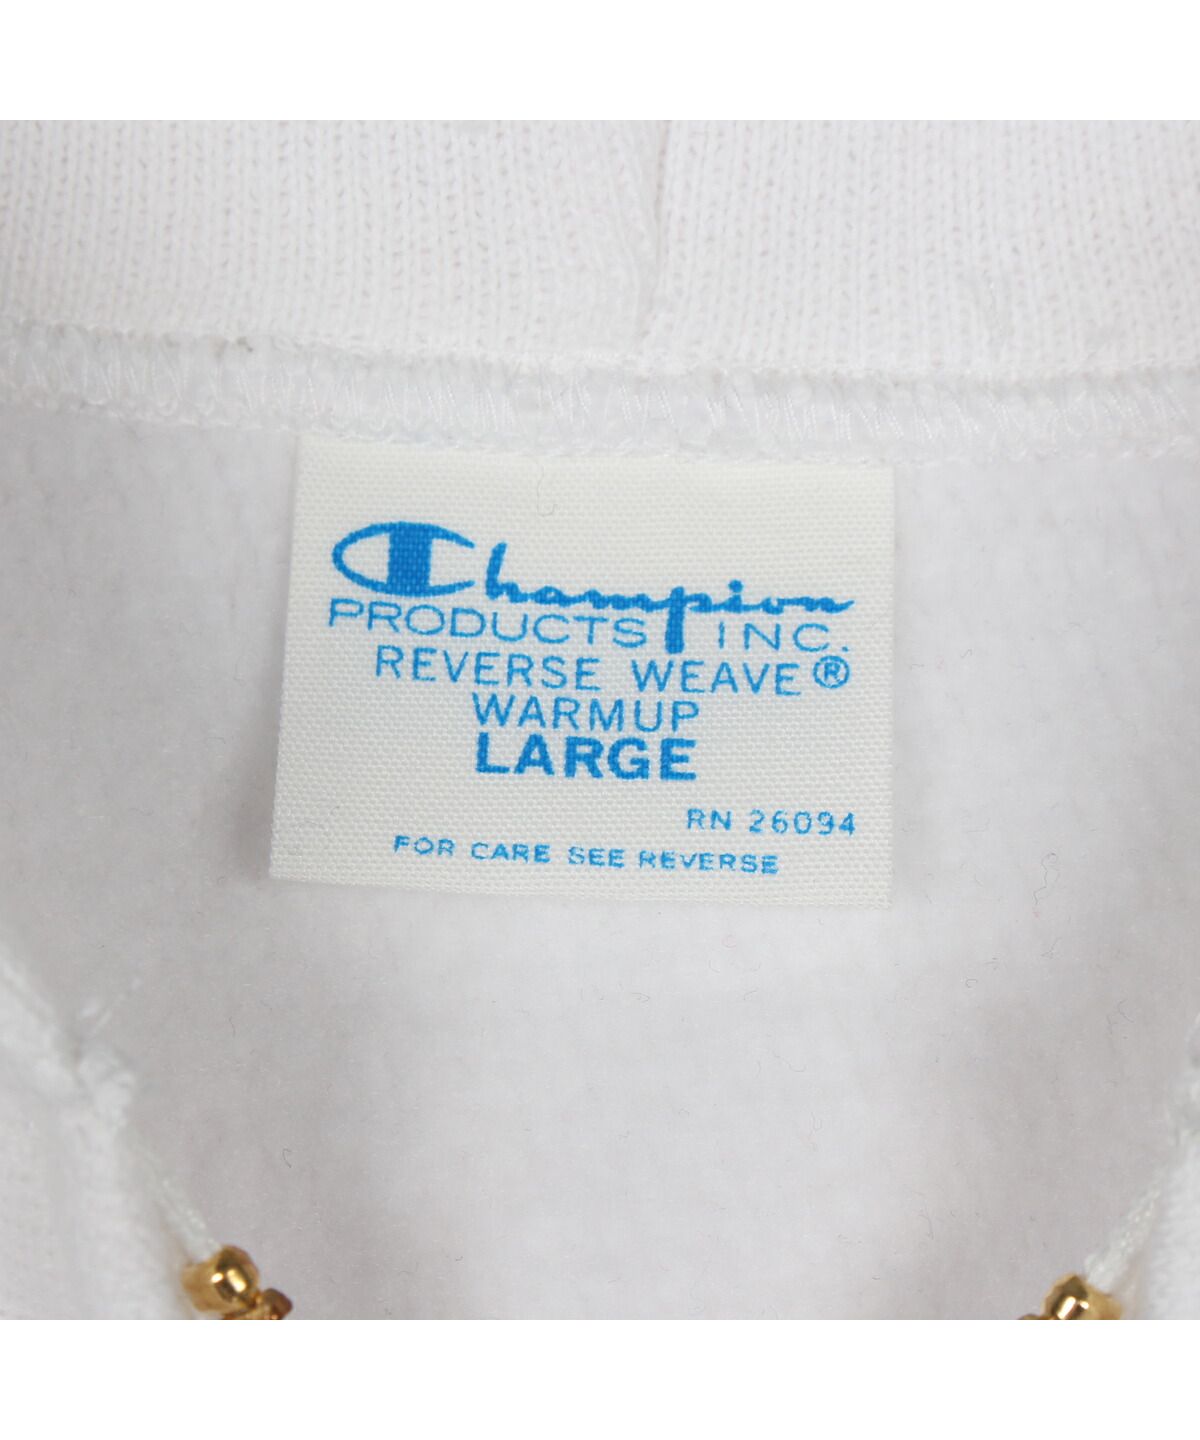 Champion
PRODUCTS INC.
REVERSE WEAVE®
WARMUP
LARGE
RN 26094
FOR CARE SEE REVERSE